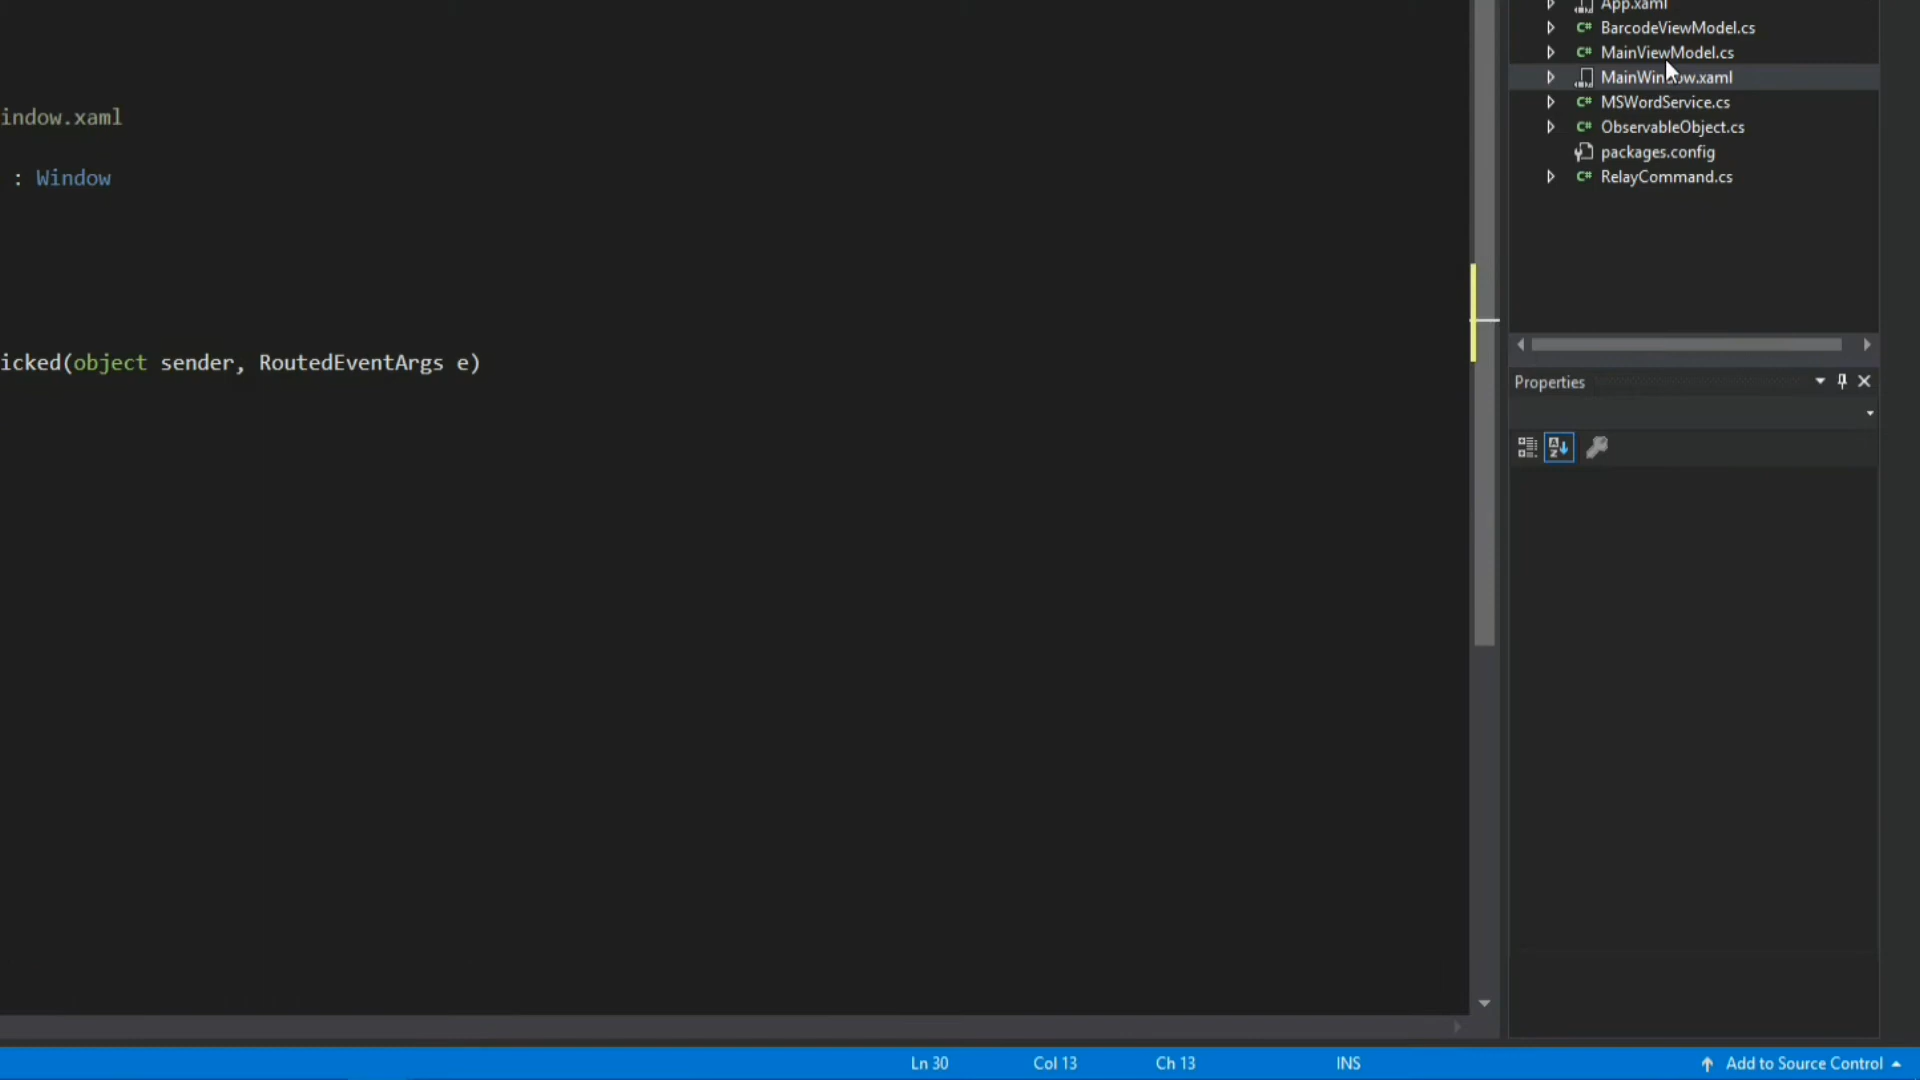 App.xaml
BarcodeViewModel.cs
MainViewModel.cs
MainWindow.xaml
MSWordService.cs
ObservableObject.cs
packages.config
RelayCommand.cs
indow.xaml
: Window
icked(object sender, RoutedEventArgs e)
Properties
Ln 30 Col 13 Ch 13 INS Add to Source Control